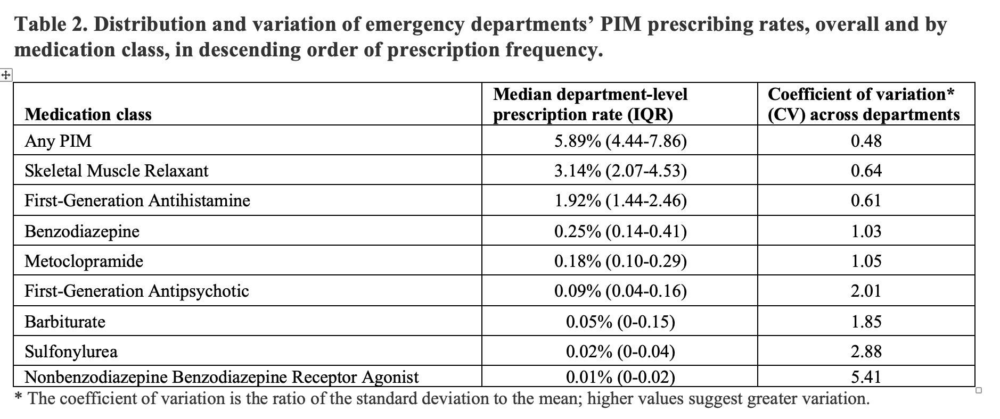 Table 2. Distribution and variation of emergency departments’ PIM prescribing rates, overall and by
medication class, in descending order of prescription frequency.
Medication class
Median department-level
prescription rate (IQR)
Coefficient of variation*
(CV) across departments
Any PIM 5.89% (4.44-7.86) 0.48
Skeletal Muscle Relaxant 3.14% (2.07-4.53) 0.64
First-Generation Antihistamine 1.92% (1.44-2.46) 0.61
Benzodiazepine 0.25% (0.14-0.41) 1.03
Metoclopramide 0.18% (0.10-0.29) 1.05
First-Generation Antipsychotic 0.09% (0.04-0.16) 2.01
Barbiturate 0.05% (0-0.15) 1.85
Sulfonylurea 0.02% (0-0.04) 2.88
Nonbenzodiazepine Benzodiazepine Receptor Agonist 0.01% (0-0.02) 5.41
* The coefficient of variation is the ratio of the standard deviation to the mean; higher values suggest greater variation.